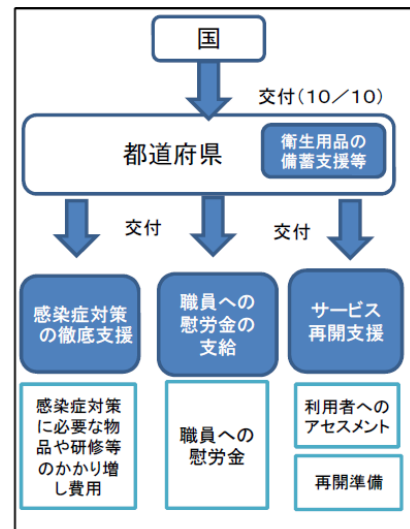 国
交付(10/10)
都道府県
衛生用品の
備蓄支援等
交付
交付
感染症対策
の徹底支援
職員への
慰労金の
支給
サービス
再開支援
感染症対策
に必要な物
品や研修等
のかかり増
し費用
職員への
慰労金
利用者への
アセスメント
再開準備